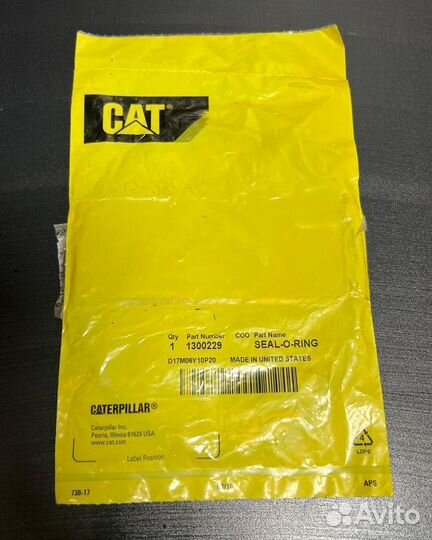 CAT®
Qty Part Number COO Part Name
1 1300229 SEAL-O-RING
D17M06Y10P20 MADE IN UNITED STATES
CATERPILLAR®
Caterpillar Inc.
Peoria, Illinois 61629 USA
www.cat.com
Label Position
4
LDPE
738-17
APS
Avito